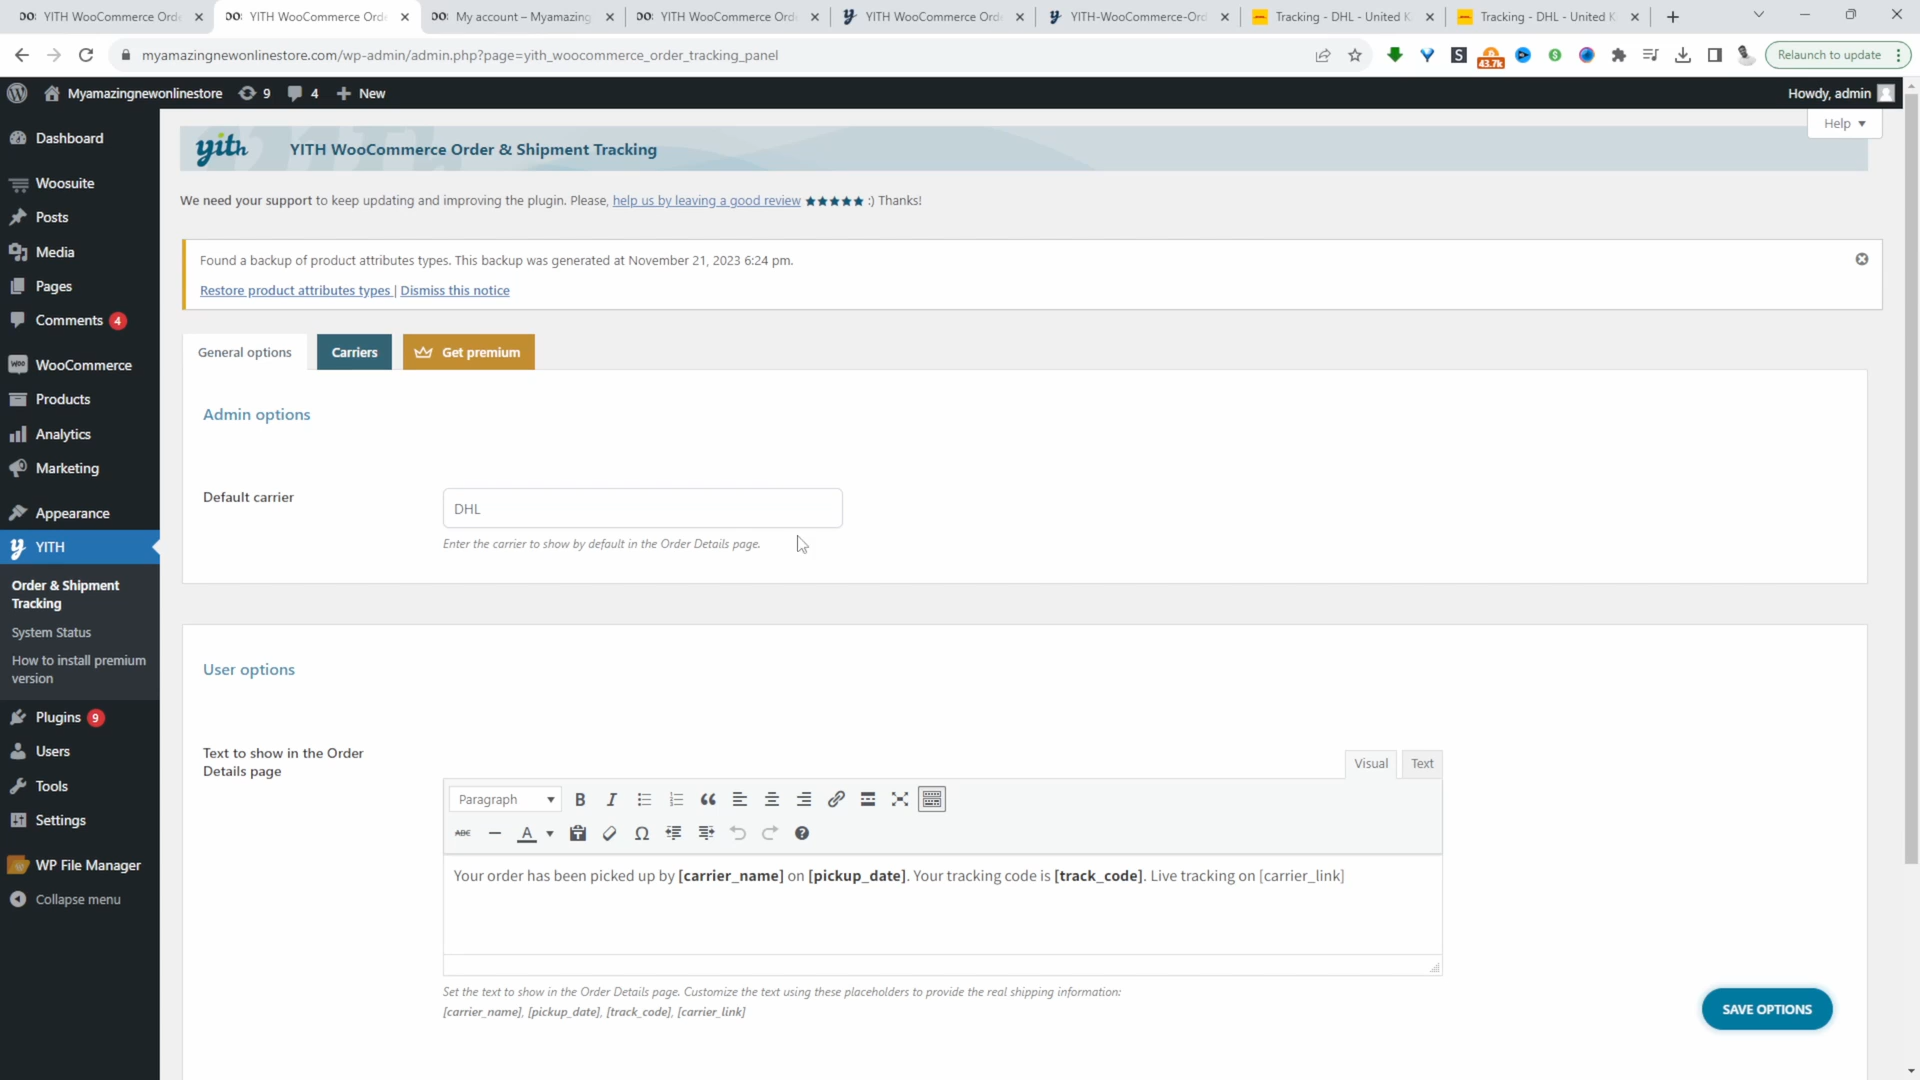 YITH WooCommerce Orde
YITH WooCommerce Orde
My account – Myamazing
YITH WooCommerce Ord
YITH WooCommerce Ord
YITH-WooCommerce-Ord
Tracking - DHL - United K
Tracking - DHL - United K
myamazingnewonlinestore.com/wp-admin/admin.php?page=yith_woocommerce_order_tracking_panel
S
43.7k
Relaunch to update
Myamazingnewonlinestore
9
4
New
Howdy, admin
Help
Dashboard
Woosuite
Posts
Media
Pages
Comments 4
WooCommerce
Products
Analytics
Marketing
Appearance
YITH
Order & Shipment
Tracking
System Status
How to install premium
version
Plugins 9
Users
Tools
Settings
WP File Manager
Collapse menu
yith
YITH WooCommerce Order & Shipment Tracking
We need your support to keep updating and improving the plugin. Please, help us by leaving a good review ★★★★★ :) Thanks!
Found a backup of product attributes types. This backup was generated at November 21, 2023 6:24 pm.
Restore product attributes types | Dismiss this notice
General options
Carriers
Get premium
Admin options
Default carrier
DHL
Enter the carrier to show by default in the Order Details page.
User options
Text to show in the Order
Details page
Visual
Text
Paragraph
B
I
ABC
A
Ω
Your order has been picked up by [carrier_name] on [pickup_date]. Your tracking code is [track_code]. Live tracking on [carrier_link]
Set the text to show in the Order Details page. Customize the text using these placeholders to provide the real shipping information:
[carrier_name], [pickup_date], [track_code], [carrier_link]
SAVE OPTIONS